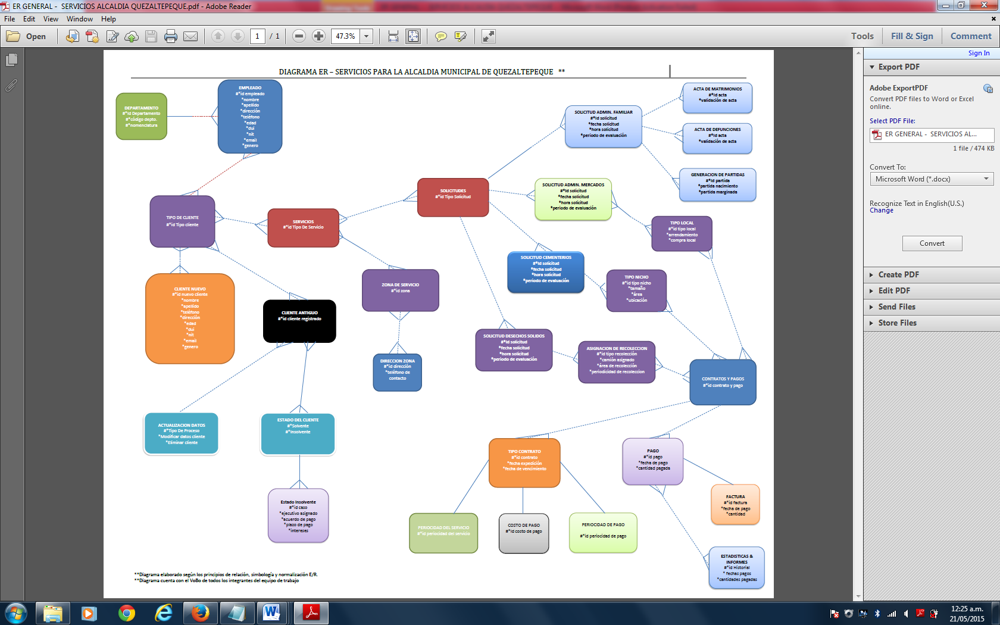 ER GENERAL - SERVICIOS ALCALDIA QUEZALTEPEQUE.pdf - Adobe Reader
File Edit View Window Help
Open 1 / 1 47.3% Tools Fill & Sign Comment
Sign In
Export PDF
Adobe ExportPDF
Convert PDF files to Word or Excel
online.
Select PDF File:
ER GENERAL - SERVICIOS AL...
1 file / 474 KB
Convert To:
Microsoft Word (*.docx)
Recognize Text in English(U.S.)
Change
Convert
Create PDF
Edit PDF
Send Files
Store Files
DIAGRAMA ER – SERVICIOS PARA LA ALCALDIA MUNICIPAL DE QUEZALTEPEQUE **
DEPARTAMENTO
#*id Departamento
#*código depto.
#*nomenclatura
EMPLEADO
#*id empleado
*nombre
*apellido
*dirección
*teléfono
*edad
*dui
*nit
*email
*genero
SOLICITUD ADMIN. FAMILIAR
#*id solicitud
*fecha solicitud
*hora solicitud
*periodo de evaluación
ACTA DE MATRIMONIOS
#*id acta
*validación de acta
ACTA DE DEFUNCIONES
#*id acta
*validación de acta
GENERACION DE PARTIDAS
#*id partida
*partida nacimiento
*partida marginada
SOLICITUDES
#*id Tipo Solicitud
SOLICITUD ADMIN. MERCADOS
#*id solicitud
*fecha solicitud
*hora solicitud
*periodo de evaluación
TIPO DE CLIENTE
#*id Tipo cliente
SERVICIOS
#*id Tipo De Servicio
TIPO LOCAL
#*id tipo local
*arrendamiento
*compra local
SOLICITUD CEMENTERIOS
#*id solicitud
*fecha solicitud
*hora solicitud
*periodo de evaluación
TIPO NICHO
#*id tipo nicho
*tamaño
*área
*ubicación
CLIENTE NUEVO
#*id nuevo cliente
*nombre
*apellido
*teléfono
*dirección
*edad
*dui
*nit
*email
*genero
ZONA DE SERVICIO
#*id zona
CLIENTE ANTIGUO
#*id cliente registrado
SOLICITUD DESECHOS SOLIDOS
#*id solicitud
*fecha solicitud
*hora solicitud
*periodo de evaluación
ASIGNACION DE RECOLECCION
#*id tipo recolección
*camión asignado
*área de recolección
*periodicidad de recoleccion
DIRECCION ZONA
#*id dirección
*teléfono de
contacto
CONTRATOS Y PAGOS
#*id contrato y pago
ACTUALIZACION DATOS
#*Tipo De Proceso
*Modificar datos cliente
*Eliminar cliente
ESTADO DEL CLIENTE
#*Solvente
#*Insolvente
TIPO CONTRATO
#*id contrato
*fecha expedición
*fecha de vencimiento
PAGO
#*id pago
*fecha de pago
*cantidad pagada
Estado Insolvente
#*id caso
*ejecutivo asignado
*acuerdo de pago
*plazo de pago
*intereses
FACTURA
#*id factura
*fecha de pago
*cantidad
PERIOCIDAD DEL SERVICIO
#*id periocidad del servicio
COSTO DE PAGO
#*id costo de pago
PERIOCIDAD DE PAGO
#*id periocidad de pago
ESTADISTICAS &
INFORMES
#*id Historial
* fechas pagos
*cantidades pagadas
**Diagrama elaborado según los principios de relación, simbología y normalización E/R.
**Diagrama cuenta con el VoBo de todos los integrantes del equipo de trabajo
12:25 a.m.
21/05/2015